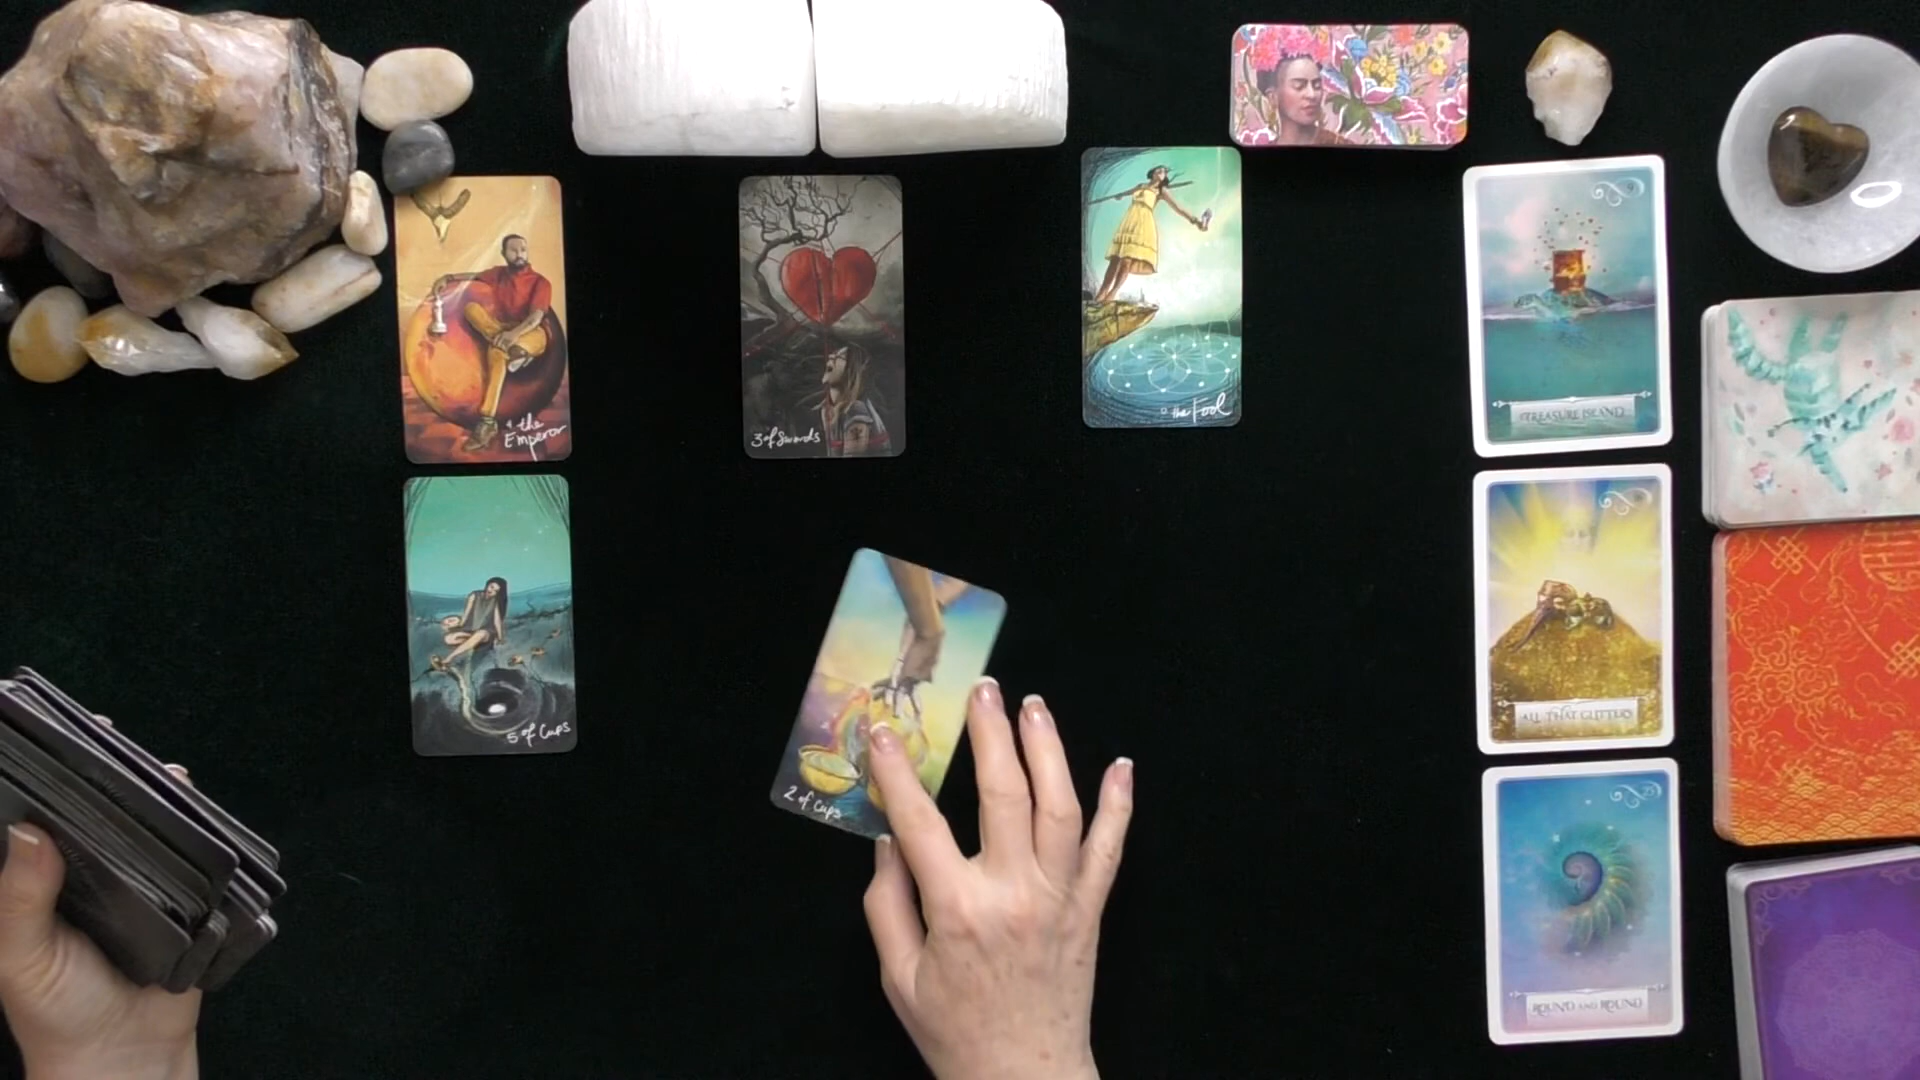 4 the
Emperor
3 of Swords
0 the Fool
9
TREASURE ISLAND
5 of Cups
ALL THAT GLITTERS
2 of Cups
ROUND AND ROUND